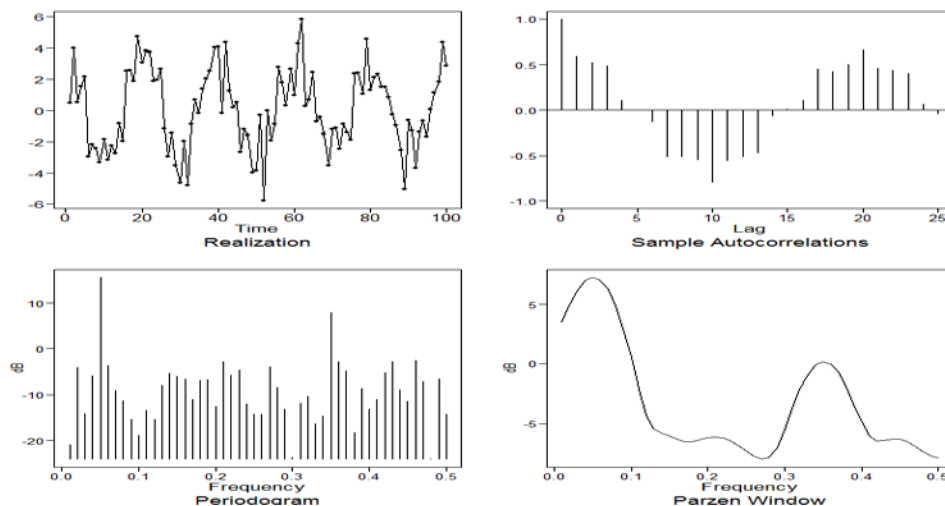 6
4
2
0
-2
-4
-6
0 20 40 60 80 100
Time
Realization
1.0
0.5
0.0
-0.5
-1.0
0 5 10 15 20 25
Lag
Sample Autocorrelations
10
0
-10
-20
dB
0.0 0.1 0.2 0.3 0.4 0.5
Frequency
Periodogram
5
0
-5
dB
0.0 0.1 0.2 0.3 0.4 0.5
Frequency
Parzen Window